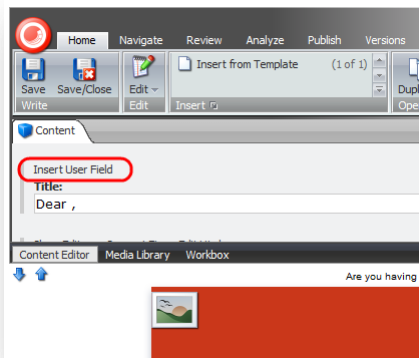 Home Navigate Review Analyze Publish Versions
Insert from Template (1 of 1)
Save Save/Close Edit
Write Edit Insert
Content
Insert User Field
Title:
Dear ,
Content Editor Media Library Workbox
Are you having